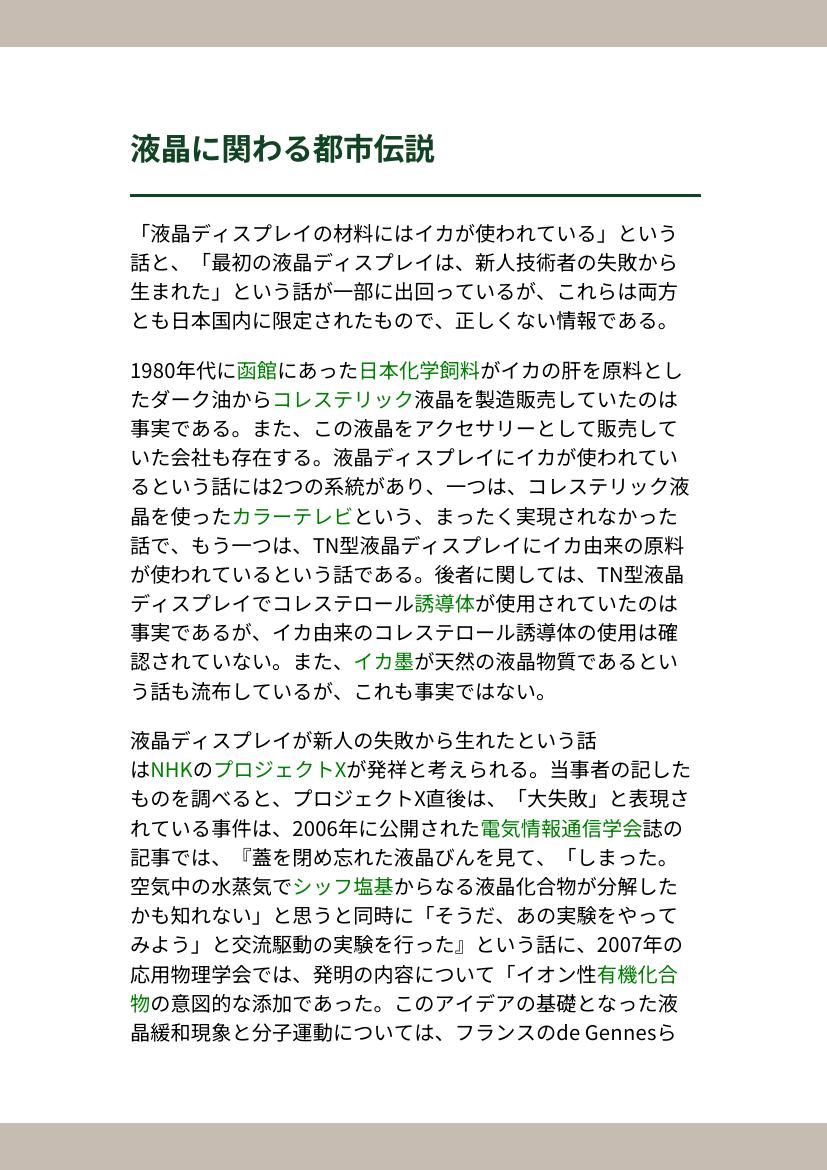 液晶に関わる都市伝説
「液晶ディスプレイの材料にはイカが使われている」という
話と、「最初の液晶ディスプレイは、新人技術者の失敗から
生まれた」という話が一部に出回っているが、これらは両方
とも日本国内に限定されたもので、正しくない情報である。
1980年代に函館にあった日本化学飼料がイカの肝を原料とし
たダーク油からコレステリック液晶を製造販売していたのは
事実である。また、この液晶をアクセサリーとして販売して
いた会社も存在する。液晶ディスプレイにイカが使われてい
るという話には2つの系統があり、一つは、コレステリック液
晶を使ったカラーテレビという、まったく実現されなかった
話で、もう一つは、TN型液晶ディスプレイにイカ由来の原料
が使われているという話である。後者に関しては、TN型液晶
ディスプレイでコレステロール誘導体が使用されていたのは
事実であるが、イカ由来のコレステロール誘導体の使用は確
認されていない。また、イカ墨が天然の液晶物質であるとい
う話も流布しているが、これも事実ではない。
液晶ディスプレイが新人の失敗から生れたという話
はNHKのプロジェクトXが発祥と考えられる。当事者の記した
ものを調べると、プロジェクトX直後は、「大失敗」と表現さ
れている事件は、2006年に公開された電気情報通信学会誌の
記事では、『蓋を閉め忘れた液晶びんを見て、「しまった。
空気中の水蒸気でシッフ塩基からなる液晶化合物が分解した
かも知れない」と思うと同時に「そうだ、あの実験をやって
みよう」と交流駆動の実験を行った』という話に、2007年の
応用物理学会では、発明の内容について「イオン性有機化合
物の意図的な添加であった。このアイデアの基礎となった液
晶緩和現象と分子運動については、フランスのde Gennesら